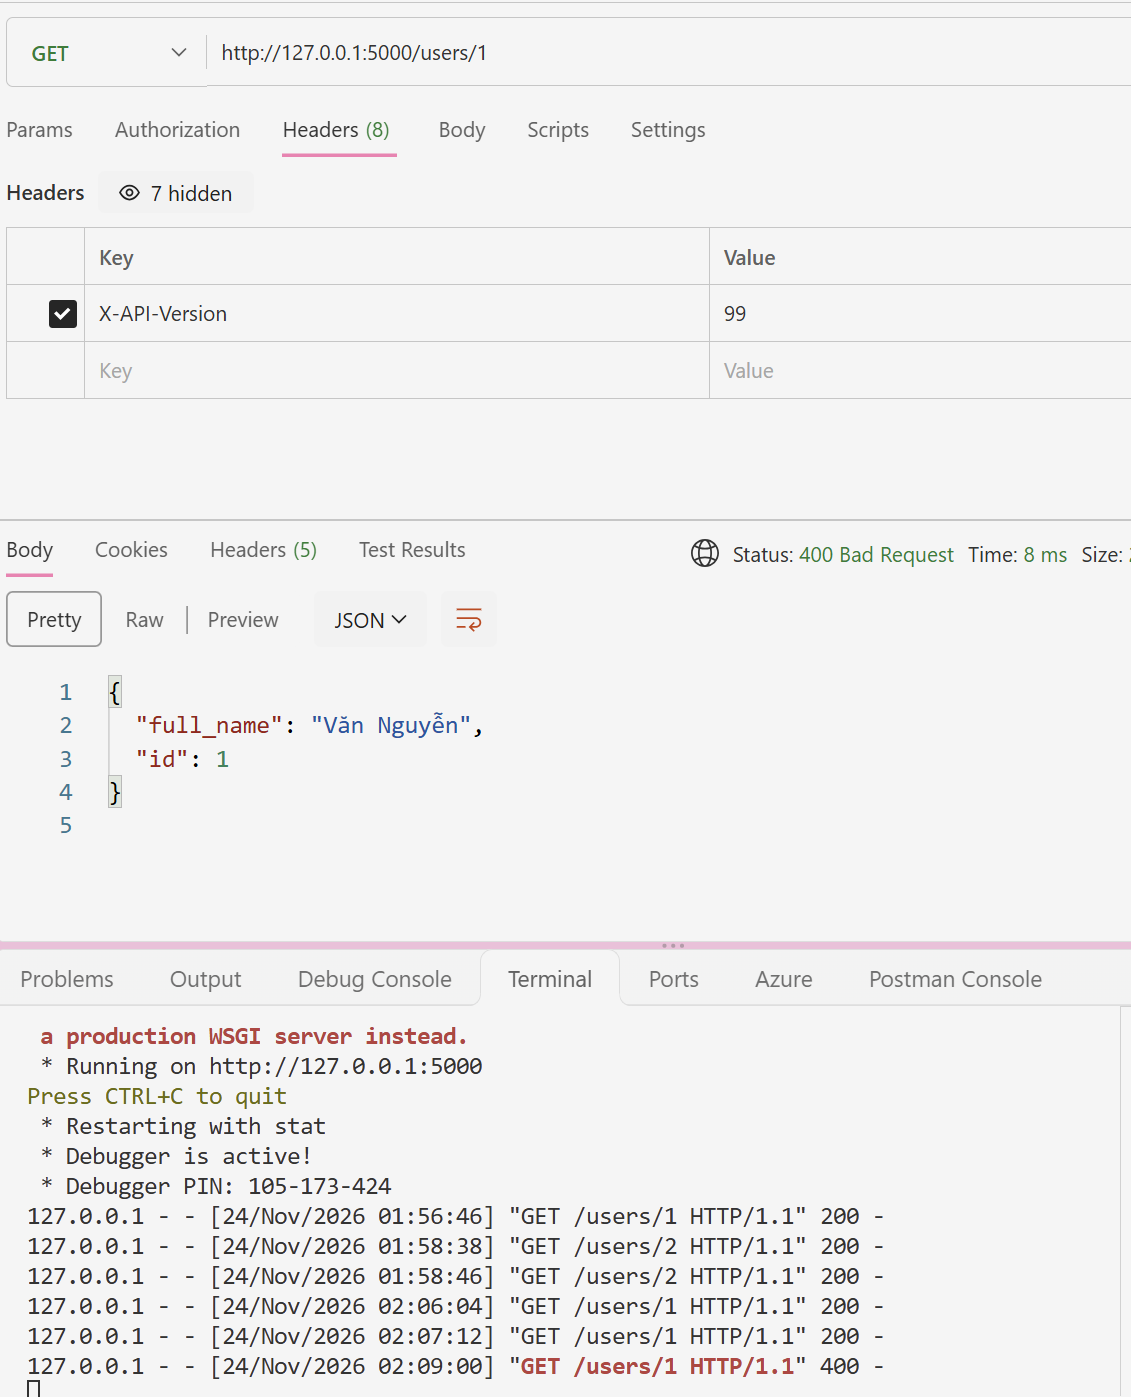 GET http://127.0.0.1:5000/users/1
Params Authorization Headers (8) Body Scripts Settings
Headers 7 hidden
Key Value
X-API-Version 99
Key Value
Body Cookies Headers (5) Test Results Status: 400 Bad Request Time: 8 ms Size:
Pretty Raw Preview JSON
1 {
2 "full_name": "Văn Nguyễn",
3 "id": 1
4 }
5
Problems Output Debug Console Terminal Ports Azure Postman Console
a production WSGI server instead.
* Running on http://127.0.0.1:5000
Press CTRL+C to quit
* Restarting with stat
* Debugger is active!
* Debugger PIN: 105-173-424
127.0.0.1 - - [24/Nov/2026 01:56:46] "GET /users/1 HTTP/1.1" 200 -
127.0.0.1 - - [24/Nov/2026 01:58:38] "GET /users/2 HTTP/1.1" 200 -
127.0.0.1 - - [24/Nov/2026 01:58:46] "GET /users/2 HTTP/1.1" 200 -
127.0.0.1 - - [24/Nov/2026 02:06:04] "GET /users/1 HTTP/1.1" 200 -
127.0.0.1 - - [24/Nov/2026 02:07:12] "GET /users/1 HTTP/1.1" 200 -
127.0.0.1 - - [24/Nov/2026 02:09:00] "GET /users/1 HTTP/1.1" 400 -